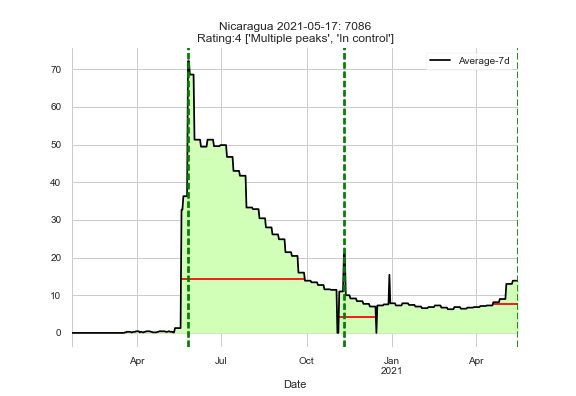 Nicaragua 2021-05-17: 7086
Rating:4 ['Multiple peaks', 'In control']
Average-7d
70
60
50
40
30
20
10
0
Apr
Jul
Oct
Jan
2021
Apr
Date